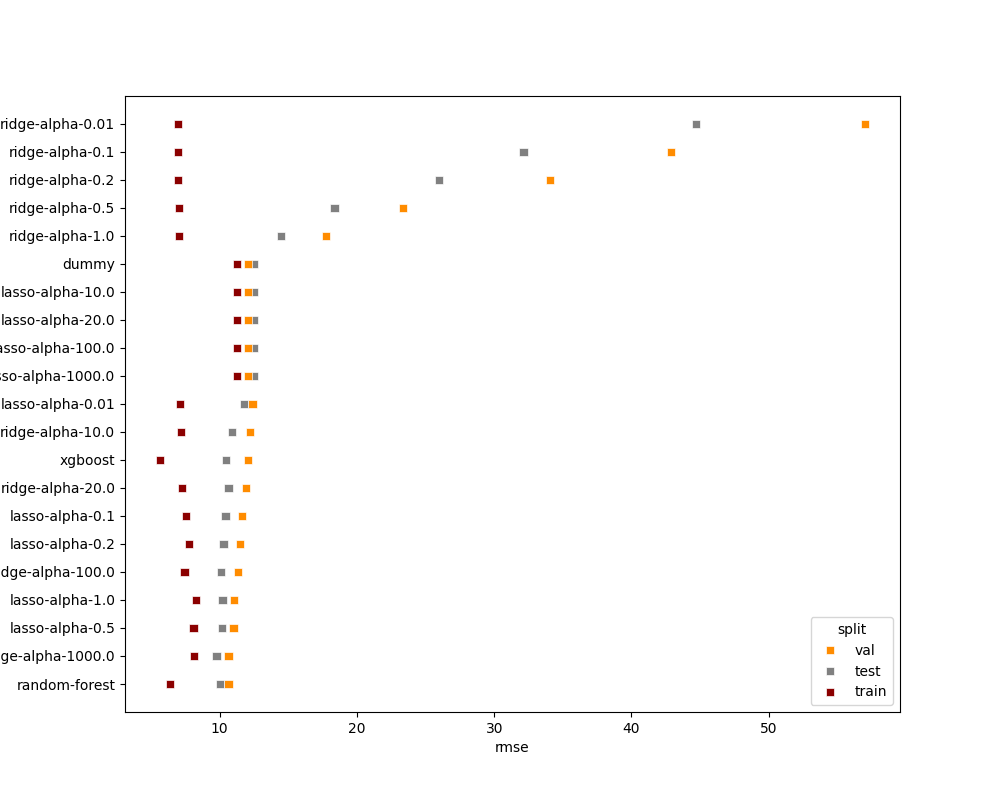 ridge-alpha-0.01
ridge-alpha-0.1
ridge-alpha-0.2
ridge-alpha-0.5
ridge-alpha-1.0
dummy
lasso-alpha-10.0
lasso-alpha-20.0
asso-alpha-100.0
sso-alpha-1000.0
lasso-alpha-0.01
ridge-alpha-10.0
xgboost
ridge-alpha-20.0
lasso-alpha-0.1
lasso-alpha-0.2
dge-alpha-100.0
lasso-alpha-1.0
lasso-alpha-0.5
ge-alpha-1000.0
random-forest
split
val
test
train
10 20 30 40 50
rmse